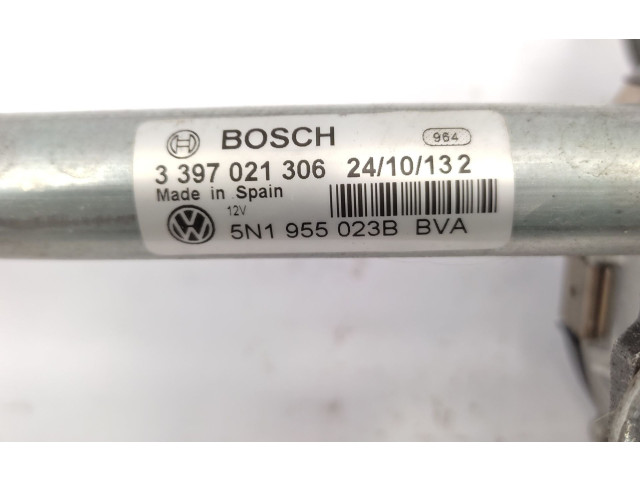 BOSCH 964
3 397 021 306 24/10/13 2
Made in Spain
12V
5N1 955 023B BVA